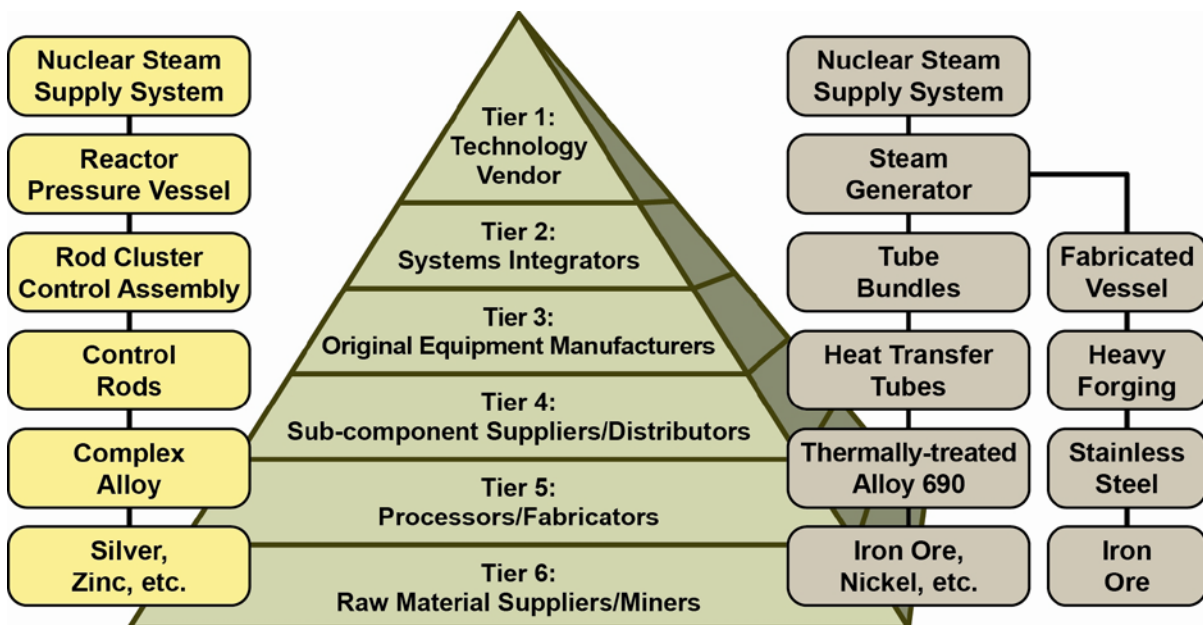 Nuclear Steam
Supply System
Reactor
Pressure Vessel
Rod Cluster
Control Assembly
Control
Rods
Complex
Alloy
Silver,
Zinc, etc.
Tier 1:
Technology
Vendor
Tier 2:
Systems Integrators
Tier 3:
Original Equipment Manufacturers
Tier 4:
Sub-component Suppliers/Distributors
Tier 5:
Processors/Fabricators
Tier 6:
Raw Material Suppliers/Miners
Nuclear Steam
Supply System
Steam
Generator
Tube
Bundles
Heat Transfer
Tubes
Thermally-treated
Alloy 690
Iron Ore,
Nickel, etc.
Fabricated
Vessel
Heavy
Forging
Stainless
Steel
Iron
Ore